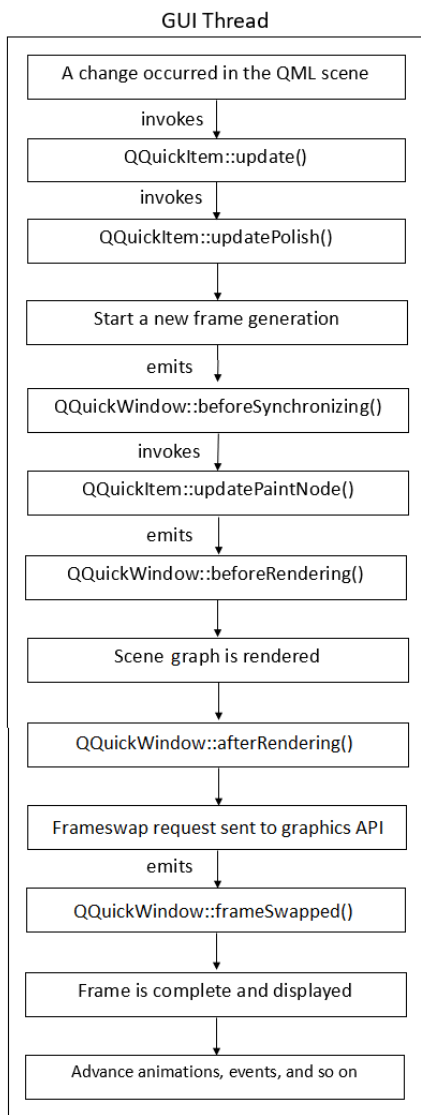 GUI Thread
A change occurred in the QML scene
invokes
QQuickItem::update()
invokes
QQuickItem::updatePolish()
Start a new frame generation
emits
QQuickWindow::beforeSynchronizing()
invokes
QQuickItem::updatePaintNode()
emits
QQuickWindow::beforeRendering()
Scene graph is rendered
QQuickWindow::afterRendering()
Frameswap request sent to graphics API
emits
QQuickWindow::frameSwapped()
Frame is complete and displayed
Advance animations, events, and so on